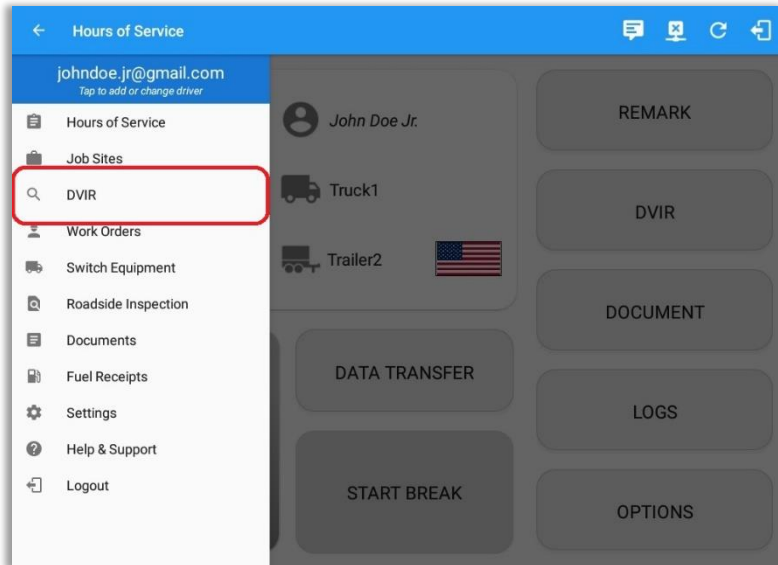 Hours of Service
johndoe.jr@gmail.com
Tap to add or change driver
Hours of Service
Job Sites
DVIR
Work Orders
Switch Equipment
Roadside Inspection
Documents
Fuel Receipts
Settings
Help & Support
Logout
John Doe Jr.
Truck1
Trailer2
DATA TRANSFER
START BREAK
REMARK
DVIR
DOCUMENT
LOGS
OPTIONS